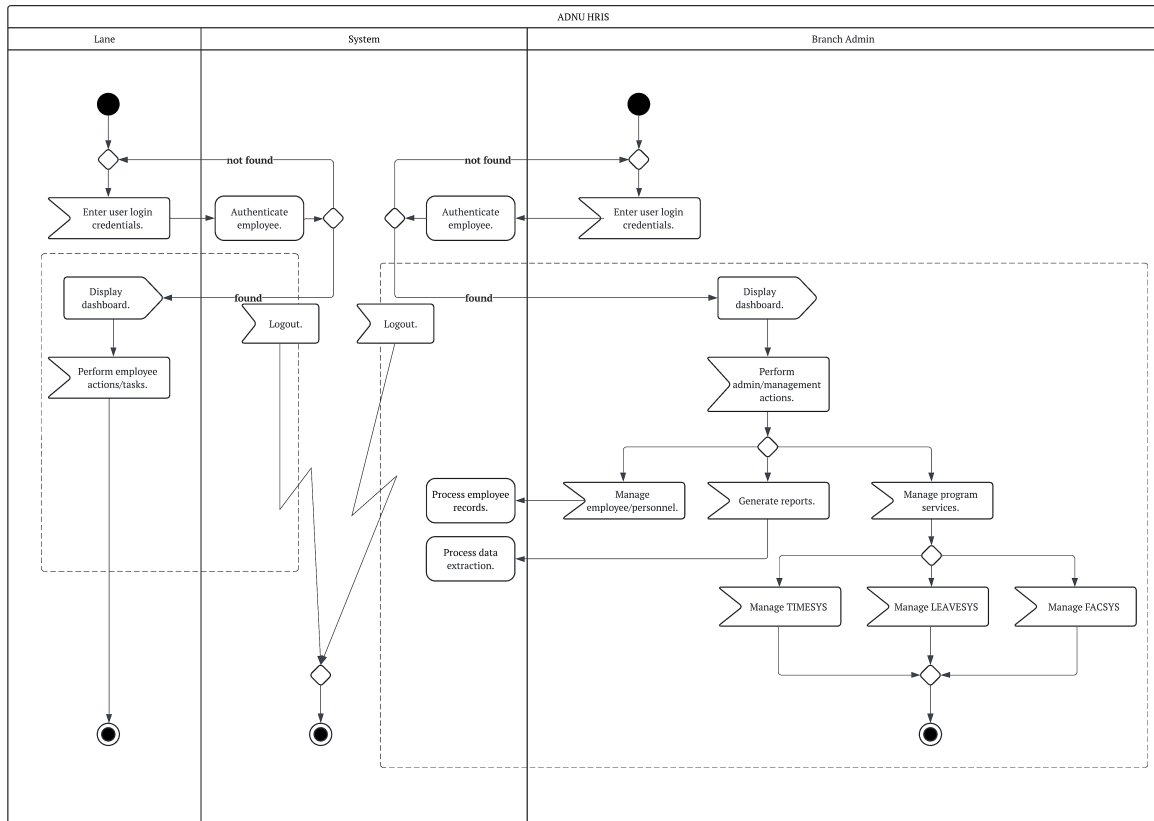 ADNU HRIS
Lane
System
Branch Admin
not found
not found
Enter user login
credentials.
Authenticate
employee.
Authenticate
employee.
Enter user login
credentials.
Display
dashboard.
found
found
Display
dashboard.
Logout.
Logout.
Perform employee
actions/tasks.
Perform
admin/management
actions.
Process employee
records.
Manage
employee/personnel.
Generate reports.
Manage program
services.
Process data
extraction.
Manage TIMESYS
Manage LEAVESYS
Manage FACSYS